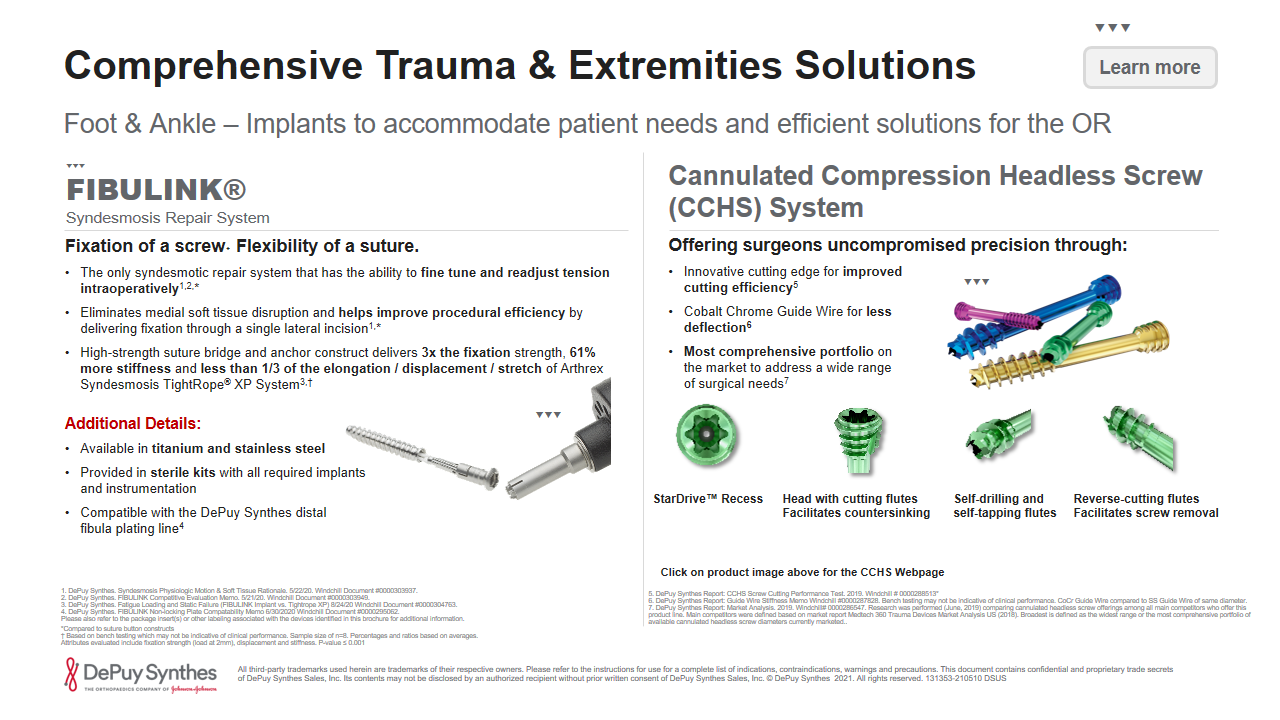 Comprehensive Trauma & Extremities Solutions
Learn more
Foot & Ankle – Implants to accommodate patient needs and efficient solutions for the OR
FIBULINK®
Syndesmosis Repair System
Fixation of a screw. Flexibility of a suture.
• The only syndesmotic repair system that has the ability to fine tune and readjust tension
intraoperatively1,2,*
• Eliminates medial soft tissue disruption and helps improve procedural efficiency by
delivering fixation through a single lateral incision1,*
• High-strength suture bridge and anchor construct delivers 3x the fixation strength, 61%
more stiffness and less than 1/3 of the elongation / displacement / stretch of Arthrex
Syndesmosis TightRope® XP System3,†
Additional Details:
• Available in titanium and stainless steel
• Provided in sterile kits with all required implants
and instrumentation
• Compatible with the DePuy Synthes distal
fibula plating line4
Cannulated Compression Headless Screw
(CCHS) System
Offering surgeons uncompromised precision through:
• Innovative cutting edge for improved
cutting efficiency5
• Cobalt Chrome Guide Wire for less
deflection6
• Most comprehensive portfolio on
the market to address a wide range
of surgical needs7
StarDrive™ Recess
Head with cutting flutes
Facilitates countersinking
Self-drilling and
self-tapping flutes
Reverse-cutting flutes
Facilitates screw removal
Click on product image above for the CCHS Webpage
1. DePuy Synthes. Syndesmosis Physiologic Motion & Soft Tissue Rationale. 5/22/20. Windchill Document #0000303937.
2. DePuy Synthes. FIBULINK Competitive Evaluation Memo. 5/21/20. Windchill Document #0000303949.
3. DePuy Synthes. Fatigue Loading and Static Failure (FIBULINK Implant vs. Tightrope XP) 8/24/20 Windchill Document #0000304763.
4. DePuy Synthes. FIBULINK Non-locking Plate Compatability Memo 6/30/2020 Windchill Document #0000295062.
Please also refer to the package insert(s) or other labeling associated with the devices identified in this brochure for additional information.
*Compared to suture button constructs
† Based on bench testing which may not be indicative of clinical performance. Sample size of n=8. Percentages and ratios based on averages.
Attributes evaluated include fixation strength (load at 2mm), displacement and stiffness. P-value ≤ 0.001
5. DePuy Synthes Report: CCHS Screw Cutting Performance Test. 2019. Windchill # 0000288513*
6. DePuy Synthes Report: Guide Wire Stiffness Memo Windchill #0000287828. Bench testing may not be indicative of clinical performance. CoCr Guide Wire compared to SS Guide Wire of same diameter.
7. DePuy Synthes Report: Market Analysis. 2019. Windchill# 0000286547. Research was performed (June, 2019) comparing cannulated headless screw offerings among all main competitors who offer this
product line. Main competitors were defined based on market report Medtech 360 Trauma Devices Market Analysis US (2018). Broadest is defined as the widest range or the most comprehensive portfolio of
available cannulated headless screw diameters currently marketed..
DePuy Synthes
THE ORTHOPAEDICS COMPANY OF Johnson-Johnson
All third-party trademarks used herein are trademarks of their respective owners. Please refer to the instructions for use for a complete list of indications, contraindications, warnings and precautions. This document contains confidential and proprietary trade secrets
of DePuy Synthes Sales, Inc. Its contents may not be disclosed by an authorized recipient without prior written consent of DePuy Synthes Sales, Inc. © DePuy Synthes 2021. All rights reserved. 131353-210510 DSUS